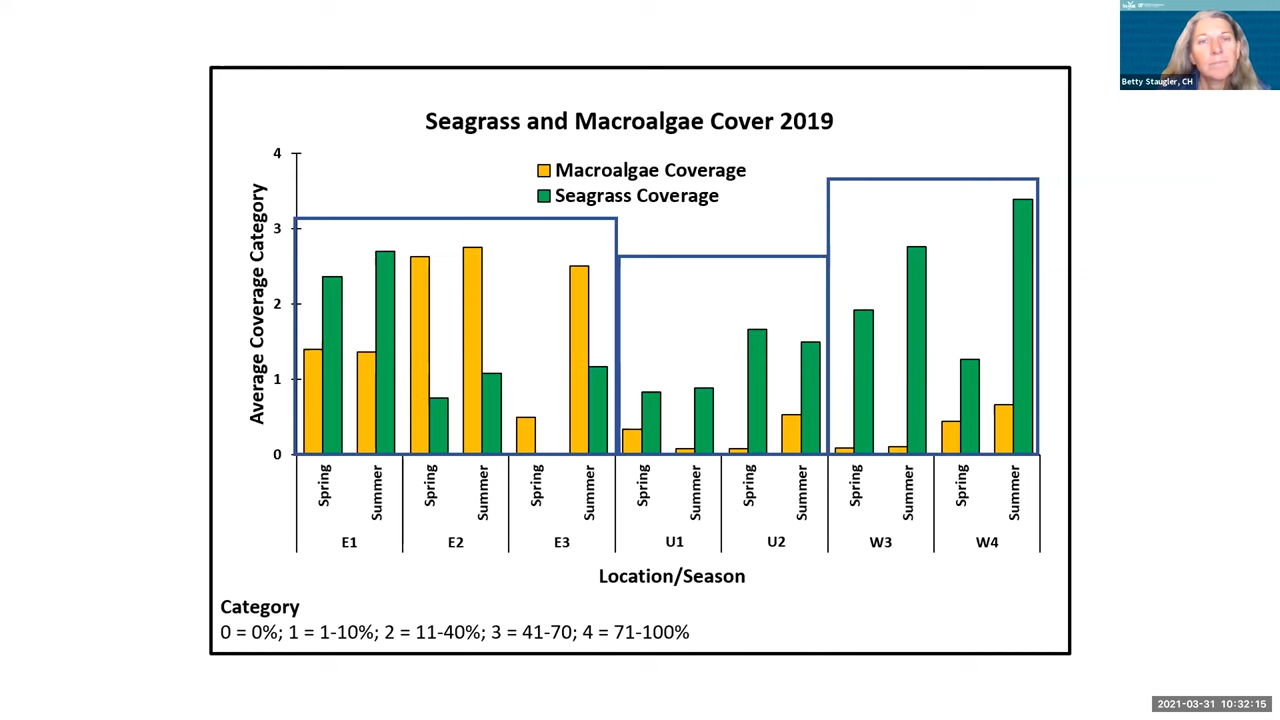 Betty Staugler, CH
Seagrass and Macroalgae Cover 2019
Macroalgae Coverage
Seagrass Coverage
Average Coverage Category
4
3
2
1
0
Spring Summer Spring Summer Spring Summer Spring Summer Spring Summer Spring Summer Spring Summer
E1 E2 E3 U1 U2 W3 W4
Location/Season
Category
0 = 0%; 1 = 1-10%; 2 = 11-40%; 3 = 41-70; 4 = 71-100%
2021-03-31 10:32:15